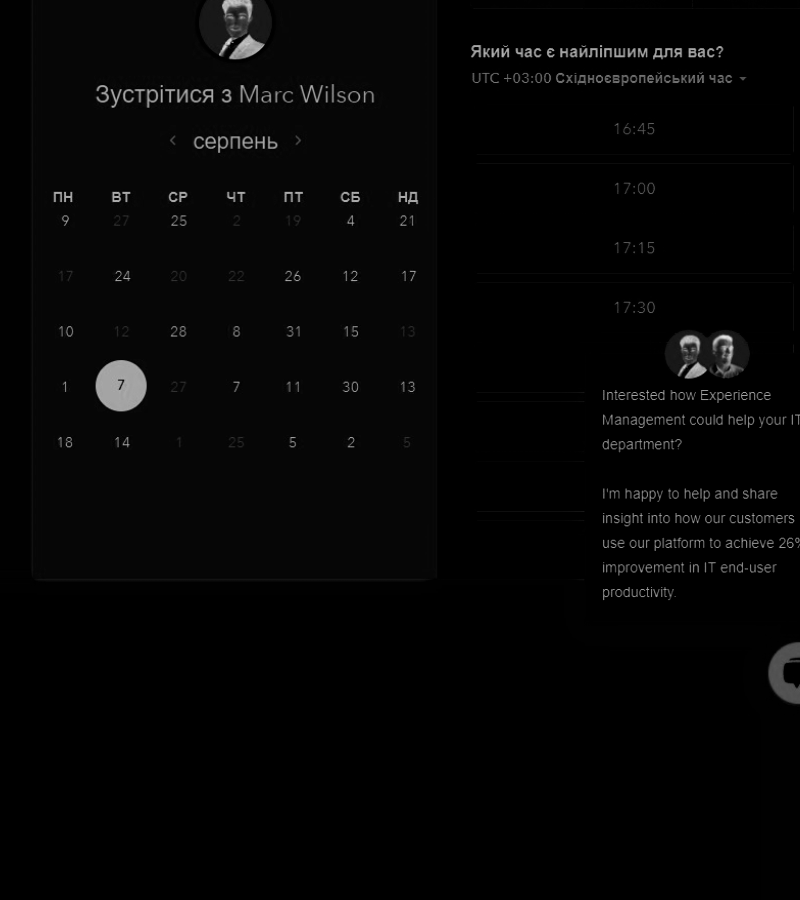 Зустрітися з Marc Wilson
серпень
ПН ВТ СР ЧТ ПТ СБ НД
9 27 25 2 19 4 21
17 24 20 22 26 12 17
10 12 28 8 31 15 13
1 7 27 7 11 30 13
18 14 1 25 5 2 5
Який час є найліпшим для вас?
UTC +03:00 Східноєвропейський час
16:45
17:00
17:15
17:30
Interested how Experience
Management could help your IT
department?
I'm happy to help and share
insight into how our customers
use our platform to achieve 26%
improvement in IT end-user
productivity.